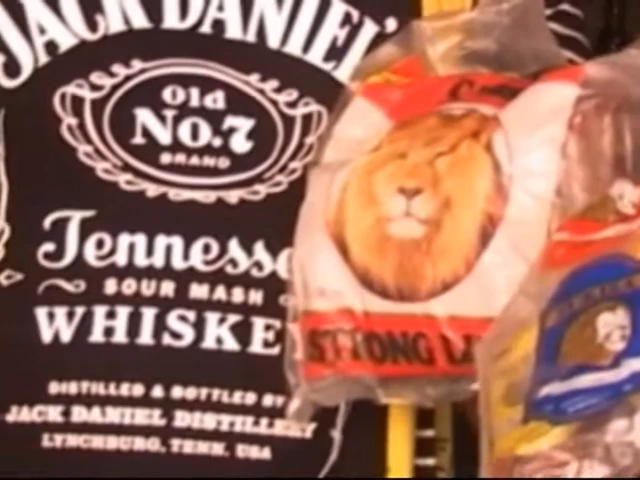 JACK DANIEL'
Old
No.7
BRAND
Tennesse
SOUR MASH
WHISKE
DISTILLED & BOTTLED BY
JACK DANIEL DISTILLERY
LYNCHBURG, TENN. USA
STRONG